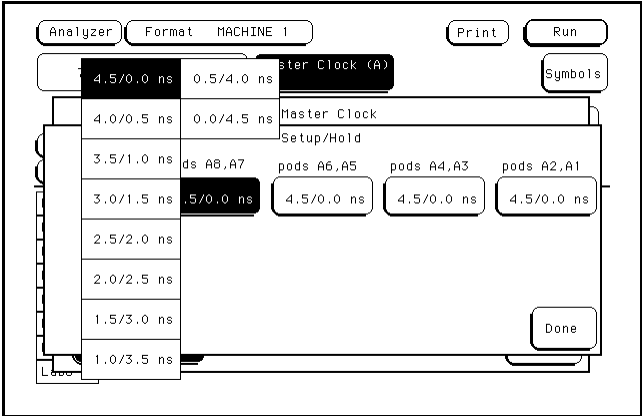 Analyzer Format MACHINE 1 Print Run
ster Clock (A) Symbols
4.5/0.0 ns 0.5/4.0 ns
4.0/0.5 ns 0.0/4.5 ns Master Clock
Setup/Hold
3.5/1.0 ns ds A8,A7 pods A6,A5 pods A4,A3 pods A2,A1
3.0/1.5 ns .5/0.0 ns 4.5/0.0 ns 4.5/0.0 ns 4.5/0.0 ns
2.5/2.0 ns
2.0/2.5 ns
1.5/3.0 ns Done
1.0/3.5 ns